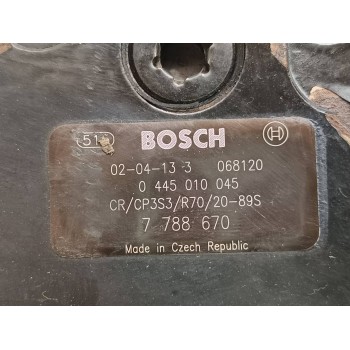 BOSCH
02-04-13 3 068120
0 445 010 045
CR/CP3S3/R70/20-89S
7 788 670
Made in Czech Republic